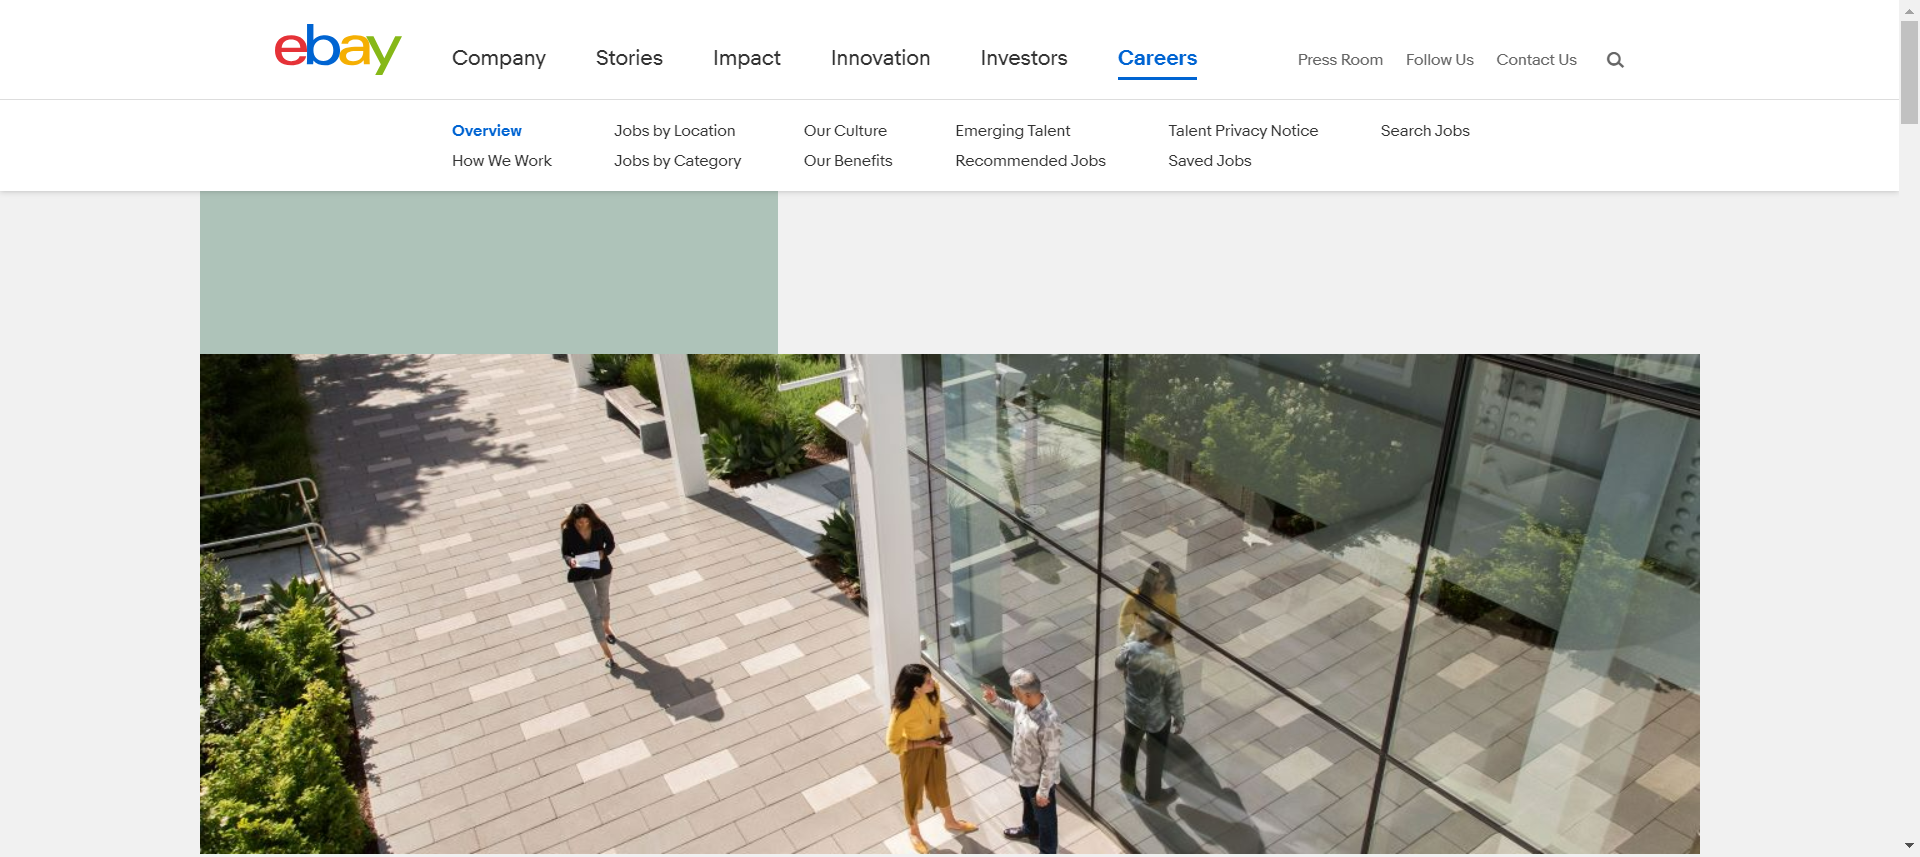 ebay
Company Stories Impact Innovation Investors Careers Press Room Follow Us Contact Us
Overview Jobs by Location Our Culture Emerging Talent Talent Privacy Notice Search Jobs
How We Work Jobs by Category Our Benefits Recommended Jobs Saved Jobs